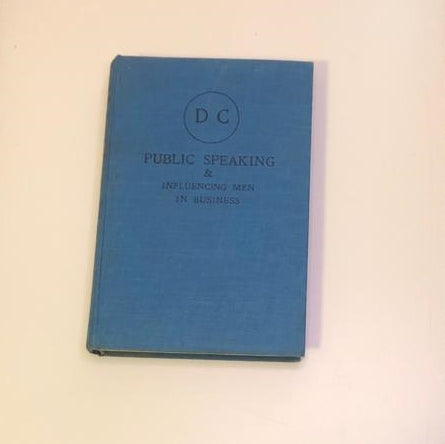 D C
PUBLIC SPEAKING
&
INFLUENCING MEN
IN BUSINESS